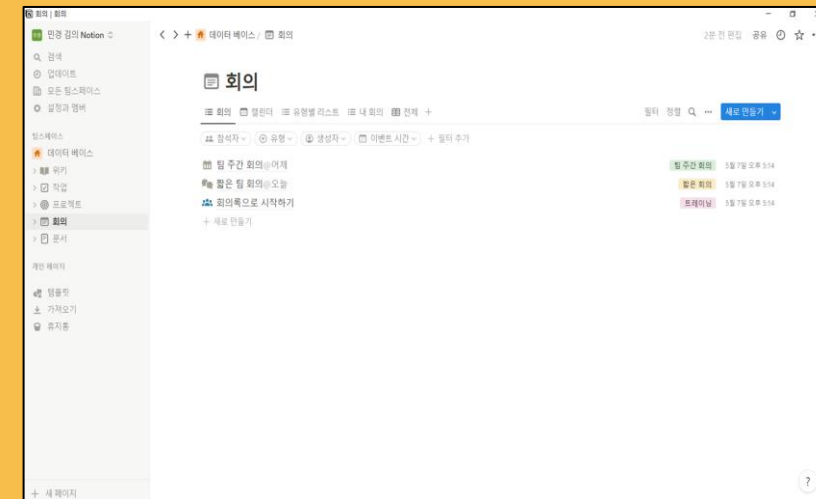 회의 | 회의
민경 김의 Notion
검색
업데이트
모든 팀스페이스
설정과 멤버
팀스페이스
데이터 베이스
위키
작업
프로젝트
회의
문서
개인 페이지
템플릿
가져오기
휴지통
+ 새 페이지
데이터 베이스 / 회의
2분 전 편집 공유
회의
회의 캘린더 유형별 리스트 내 회의 전체 +
필터 정렬 새로 만들기
참석자 유형 생성자 이벤트 시간 + 필터 추가
팀 주간 회의@어제 팀 주간 회의 5월 7일 오후 5:14
짧은 팀 회의@오늘 짧은 회의 5월 7일 오후 5:14
회의록으로 시작하기 트레이닝 5월 7일 오후 5:14
+ 새로 만들기
?